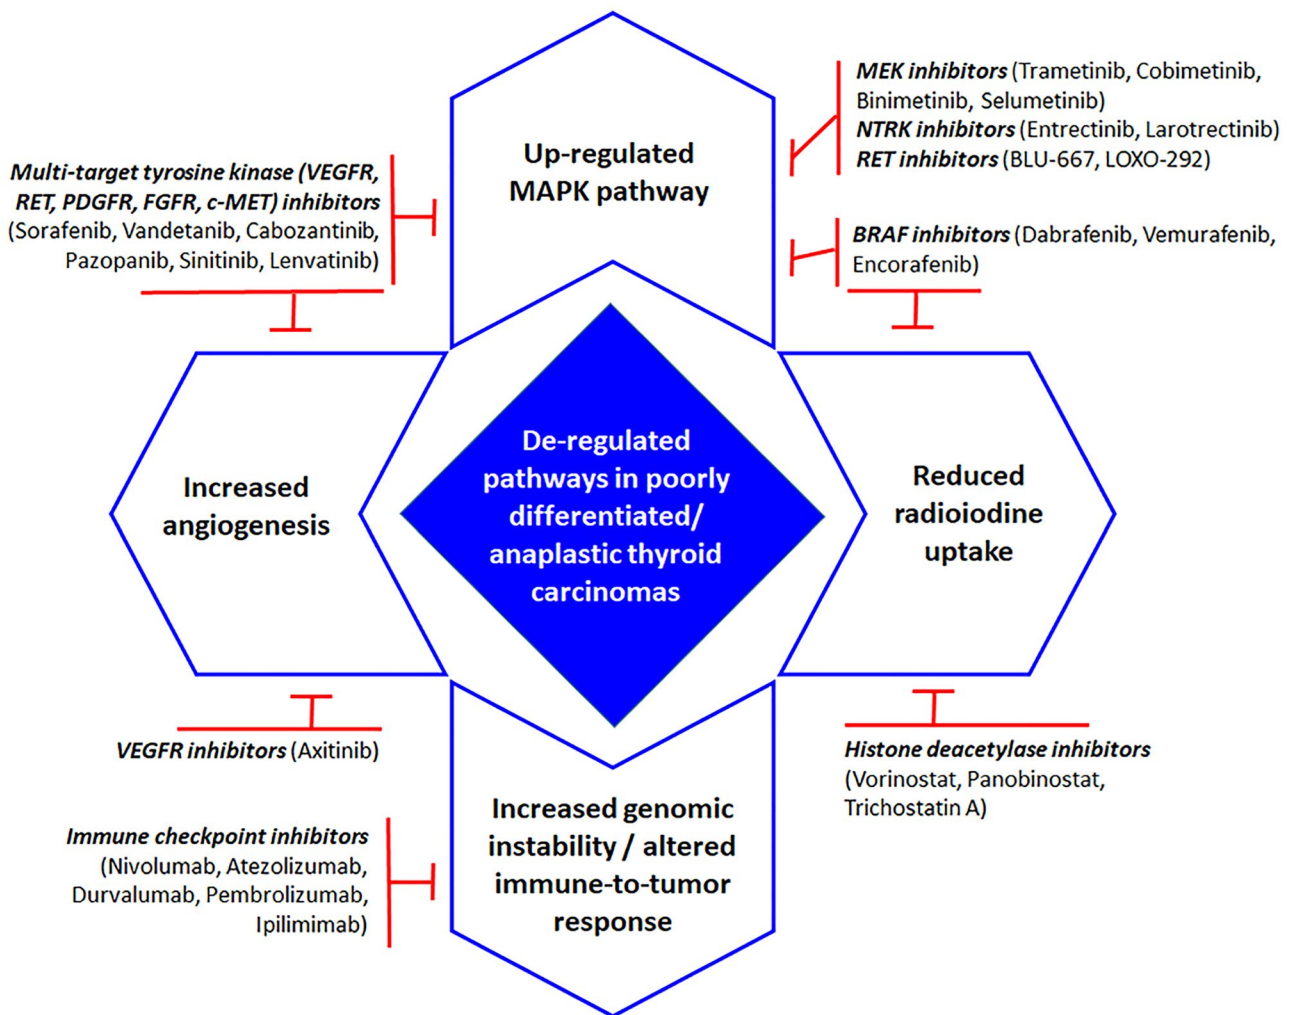 Up-regulated
MAPK pathway
MEK inhibitors (Trametinib, Cobimetinib,
Binimetinib, Selumetinib)
NTRK inhibitors (Entrectinib, Larotrectinib)
RET inhibitors (BLU-667, LOXO-292)
Multi-target tyrosine kinase (VEGFR,
RET, PDGFR, FGFR, c-MET) inhibitors
(Sorafenib, Vandetanib, Cabozantinib,
Pazopanib, Sinitinib, Lenvatinib)
BRAF inhibitors (Dabrafenib, Vemurafenib,
Encorafenib)
Increased
angiogenesis
De-regulated
pathways in poorly
differentiated/
anaplastic thyroid
carcinomas
Reduced
radioiodine
uptake
VEGFR inhibitors (Axitinib)
Histone deacetylase inhibitors
(Vorinostat, Panobinostat,
Trichostatin A)
Immune checkpoint inhibitors
(Nivolumab, Atezolizumab,
Durvalumab, Pembrolizumab,
Ipilimimab)
Increased genomic
instability / altered
immune-to-tumor
response